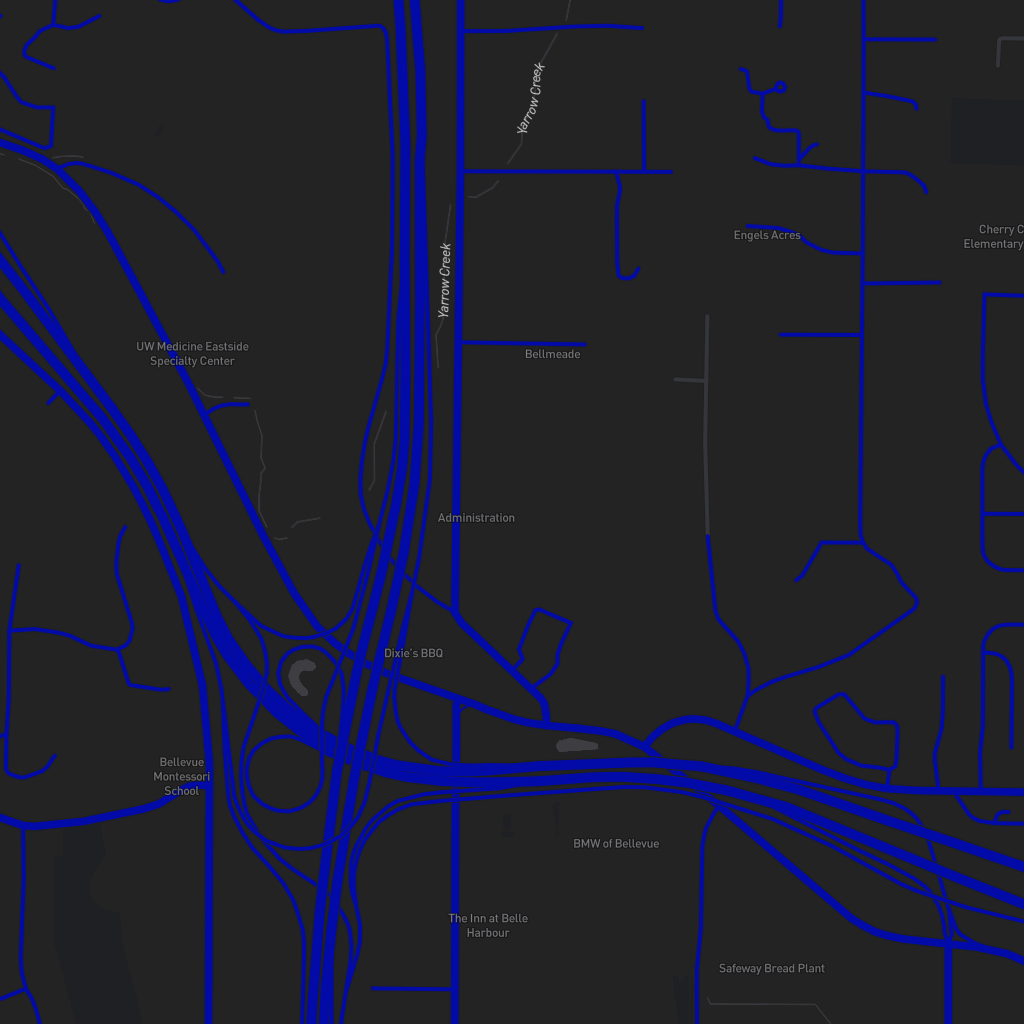 Yarrow Creek
Engels Acres
Cherry C
Elementary
Yarrow Creek
UW Medicine Eastside
Specialty Center
Bellmeade
Administration
Dixie's BBQ
Bellevue
Montessori
School
BMW of Bellevue
The Inn at Belle
Harbour
Safeway Bread Plant